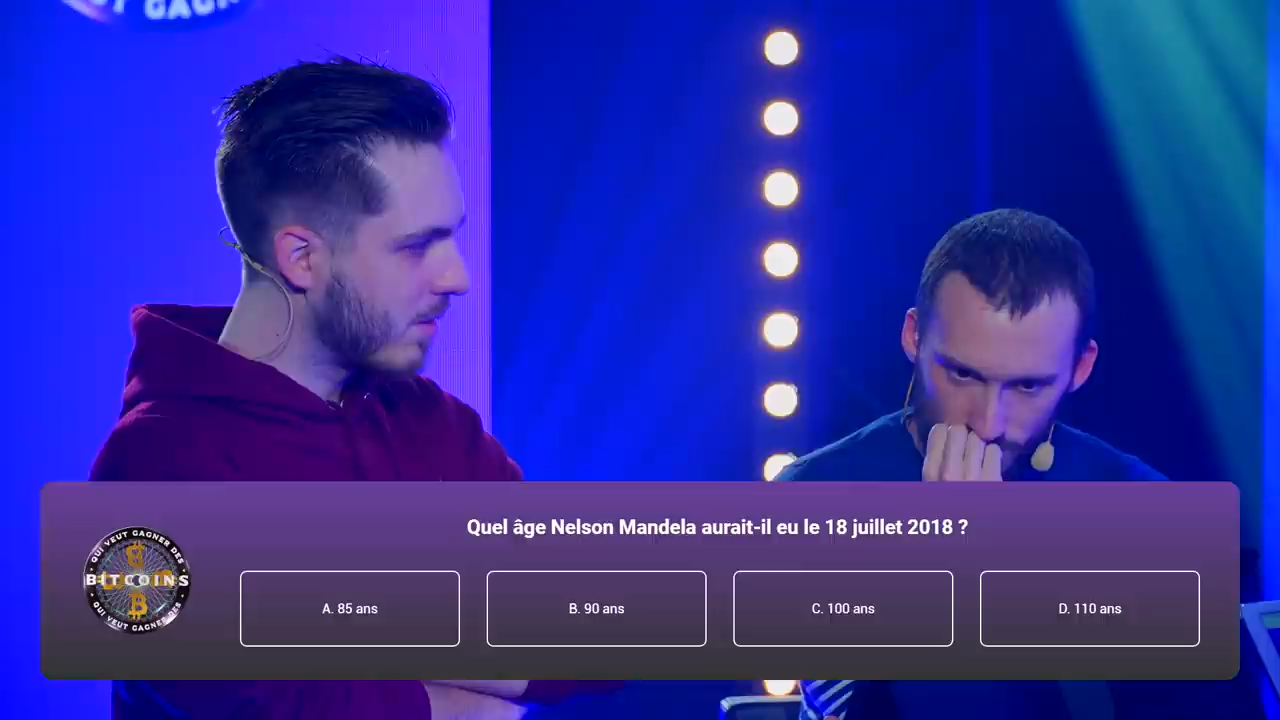 GAGN
Quel âge Nelson Mandela aurait-il eu le 18 juillet 2018 ?
QUI VEUT GAGNER DES
BITCOINS
QUI VEUT GAGNER DES
A. 85 ans
B. 90 ans
C. 100 ans
D. 110 ans